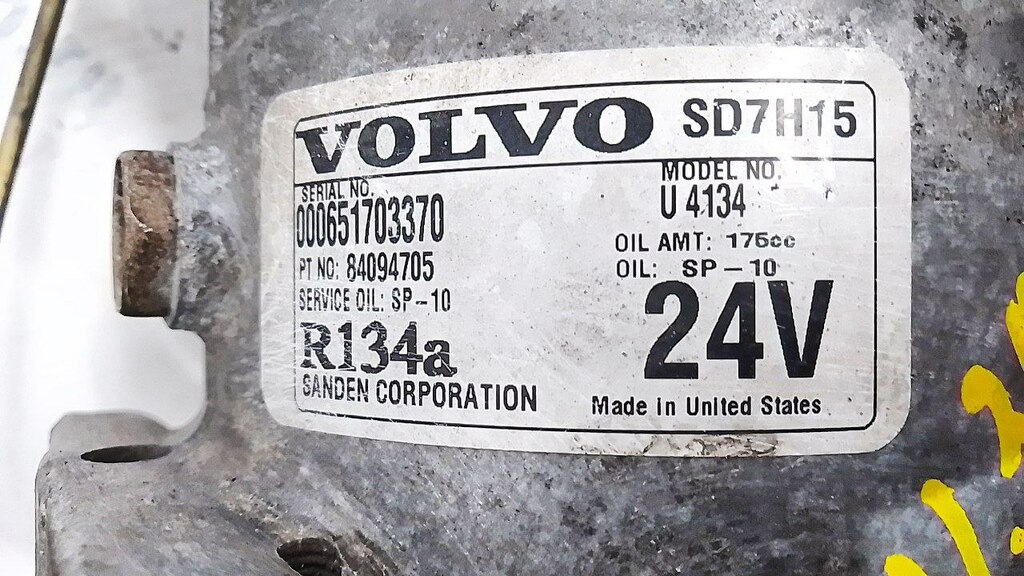 VOLVO SD7H15
SERIAL NO.
000651703370
PT NO: 84094705
SERVICE OIL: SP-10
R134a
SANDEN CORPORATION
MODEL NO.
U 4134
OIL AMT: 175cc
OIL: SP-10
24V
Made in United States